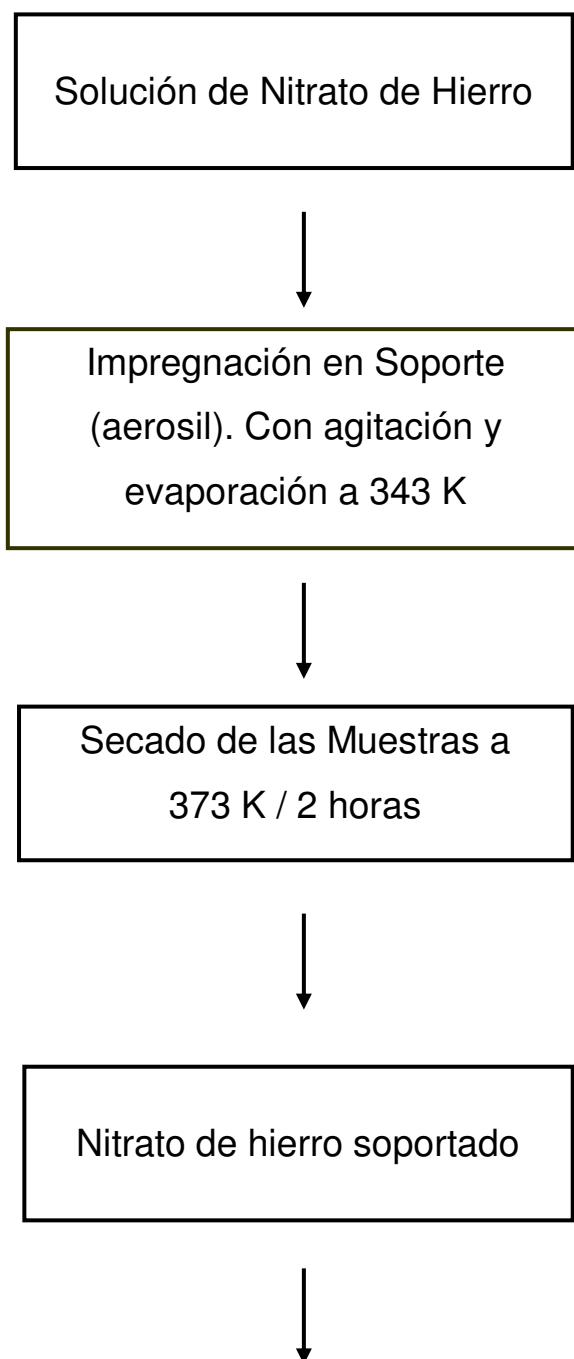 Solución de Nitrato de Hierro
Impregnación en Soporte
(aerosil). Con agitación y
evaporación a 343 K
Secado de las Muestras a
373 K / 2 horas
Nitrato de hierro soportado